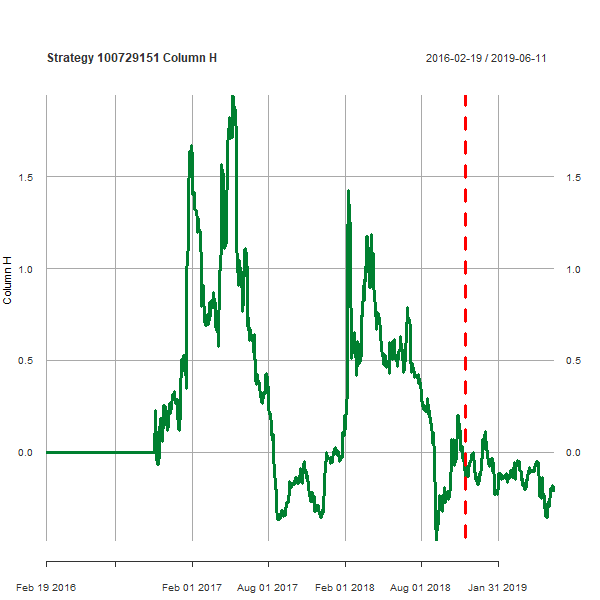 Strategy 100729151 Column H 2016-02-19 / 2019-06-11
1.5 1.5
1.0 1.0
Column H
0.5 0.5
0.0 0.0
Feb 19 2016 Feb 01 2017 Aug 01 2017 Feb 01 2018 Aug 01 2018 Jan 31 2019